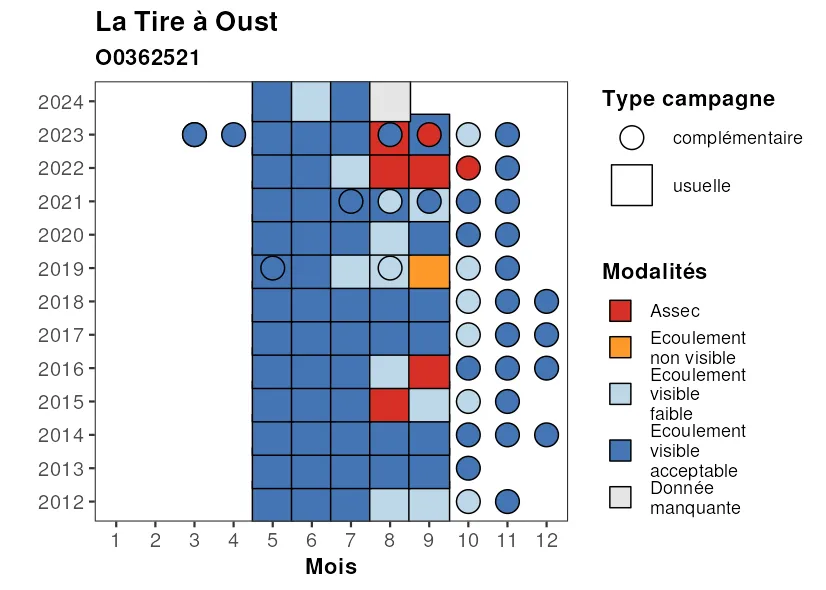 La Tire à Oust
O0362521
2024
2023
2022
2021
2020
2019
2018
2017
2016
2015
2014
2013
2012
1 2 3 4 5 6 7 8 9 10 11 12
Mois
Type campagne
complémentaire
usuelle
Modalités
Assec
Ecoulement
non visible
Ecoulement
visible
faible
Ecoulement
visible
acceptable
Donnée
manquante